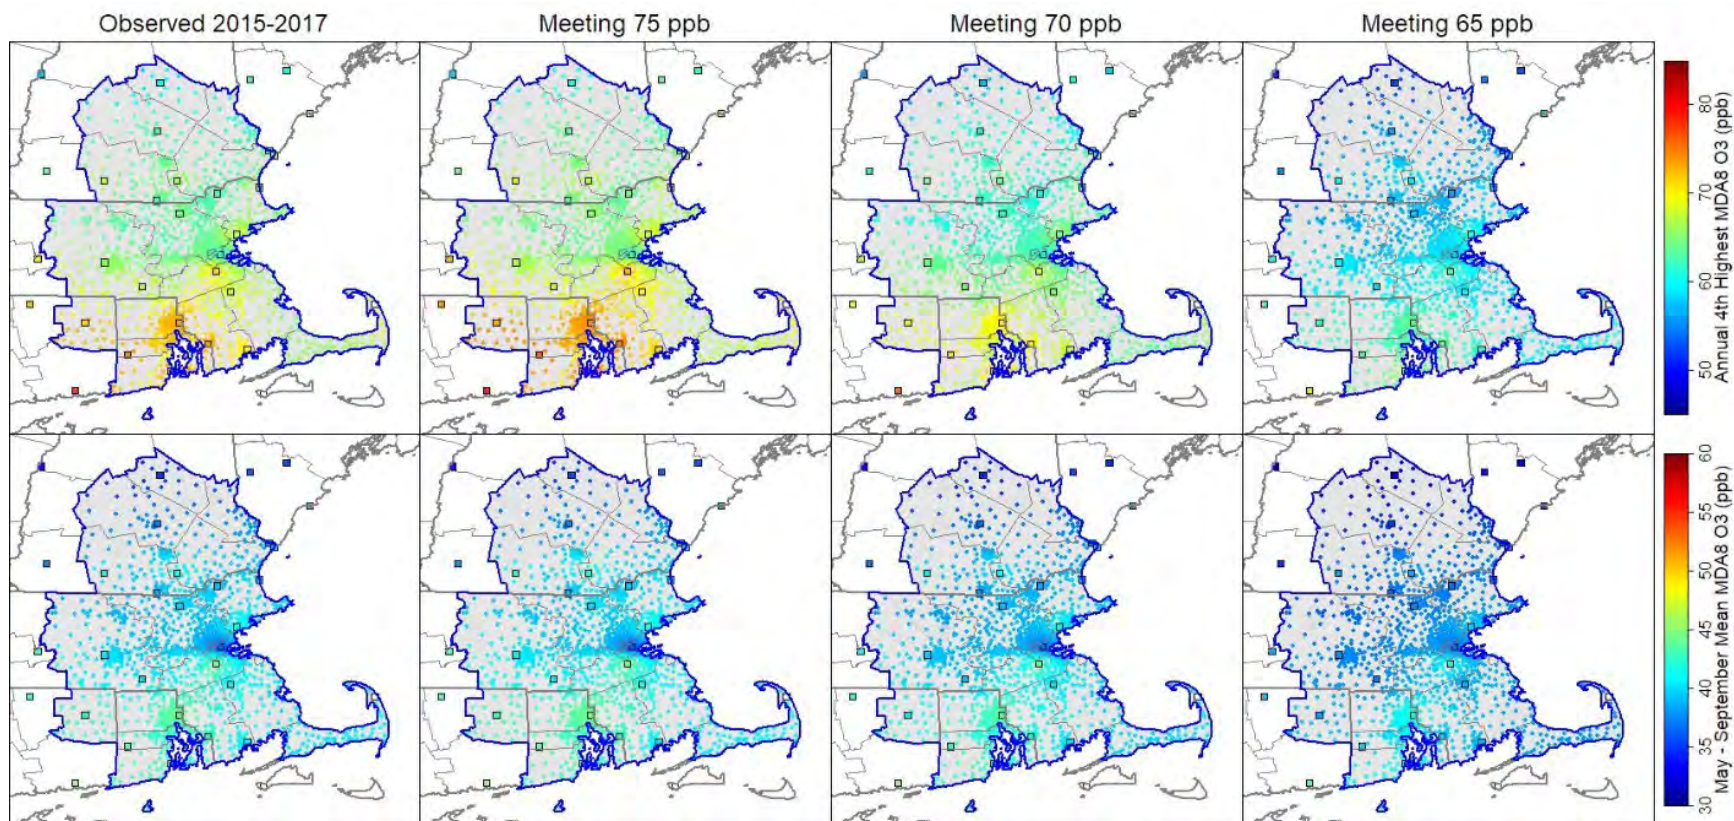 Observed 2015-2017
Meeting 75 ppb
Meeting 70 ppb
Meeting 65 ppb
Annual 4th Highest MDA8 O3 (ppb)
80
70
60
50
May - September Mean MDA8 O3 (ppb)
60
55
50
45
40
35
30